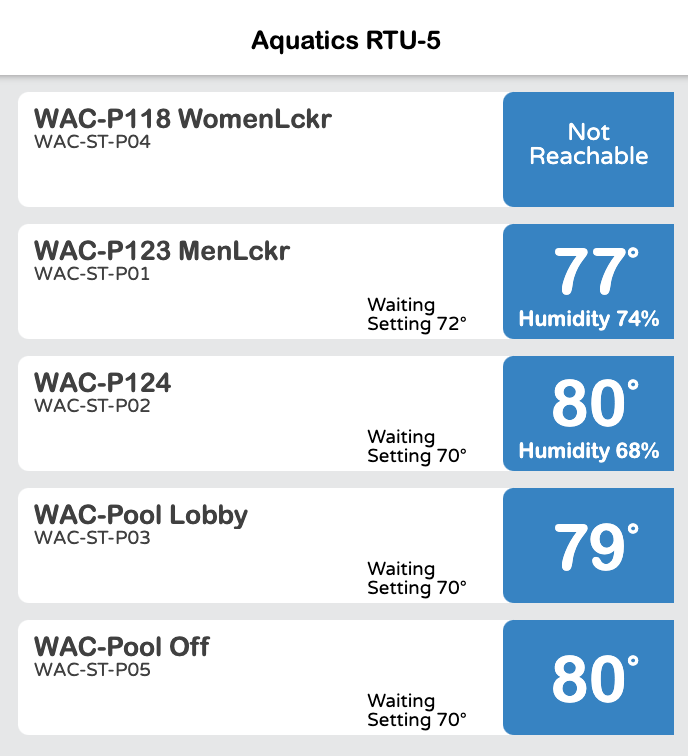 Aquatics RTU-5
WAC-P118 WomenLckr
WAC-ST-P04
Not
Reachable
WAC-P123 MenLckr
WAC-ST-P01
Waiting
Setting 72°
77°
Humidity 74%
WAC-P124
WAC-ST-P02
Waiting
Setting 70°
80°
Humidity 68%
WAC-Pool Lobby
WAC-ST-P03
Waiting
Setting 70°
79°
WAC-Pool Off
WAC-ST-P05
Waiting
Setting 70°
80°